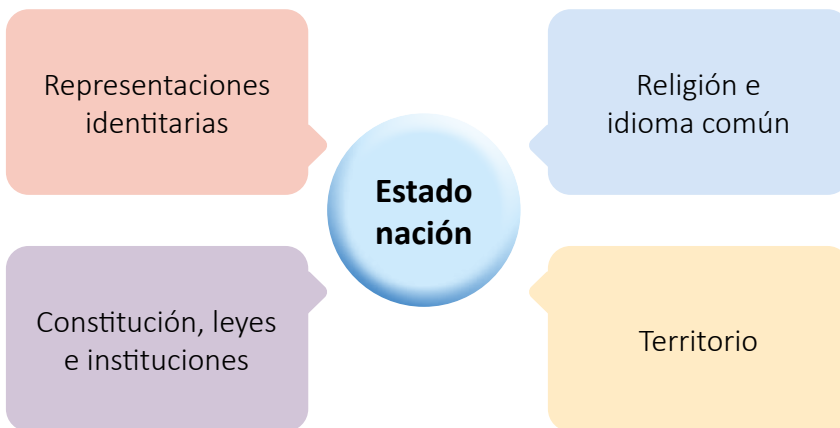 Representaciones
identitarias
Religión e
idioma común
Estado
nación
Constitución, leyes
e instituciones
Territorio